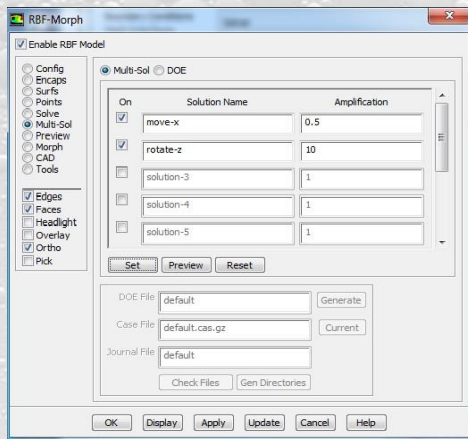 RBF-Morph
Enable RBF Model
Config
Encaps
Surfs
Points
Solve
Multi-Sol
Preview
Morph
CAD
Tools
Edges
Faces
Headlight
Overlay
Ortho
Pick
Multi-Sol DOE
On Solution Name Amplification
move-x 0.5
rotate-z 10
solution-3 1
solution-4 1
solution-5 1
Set Preview Reset
DOE File default Generate
Case File default.cas.gz Current
Journal File default
Check Files Gen Directories
OK Display Apply Update Cancel Help